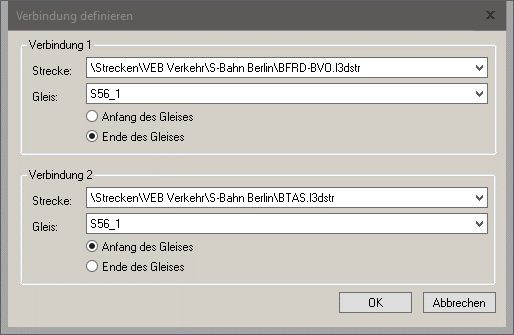 Verbindung definieren
Verbindung 1
Strecke: \Strecken\VEB Verkehr\S-Bahn Berlin\BFRD-BVO.l3dstr
Gleis: S56_1
Anfang des Gleises
Ende des Gleises
Verbindung 2
Strecke: \Strecken\VEB Verkehr\S-Bahn Berlin\BTAS.l3dstr
Gleis: S56_1
Anfang des Gleises
Ende des Gleises
OK Abbrechen